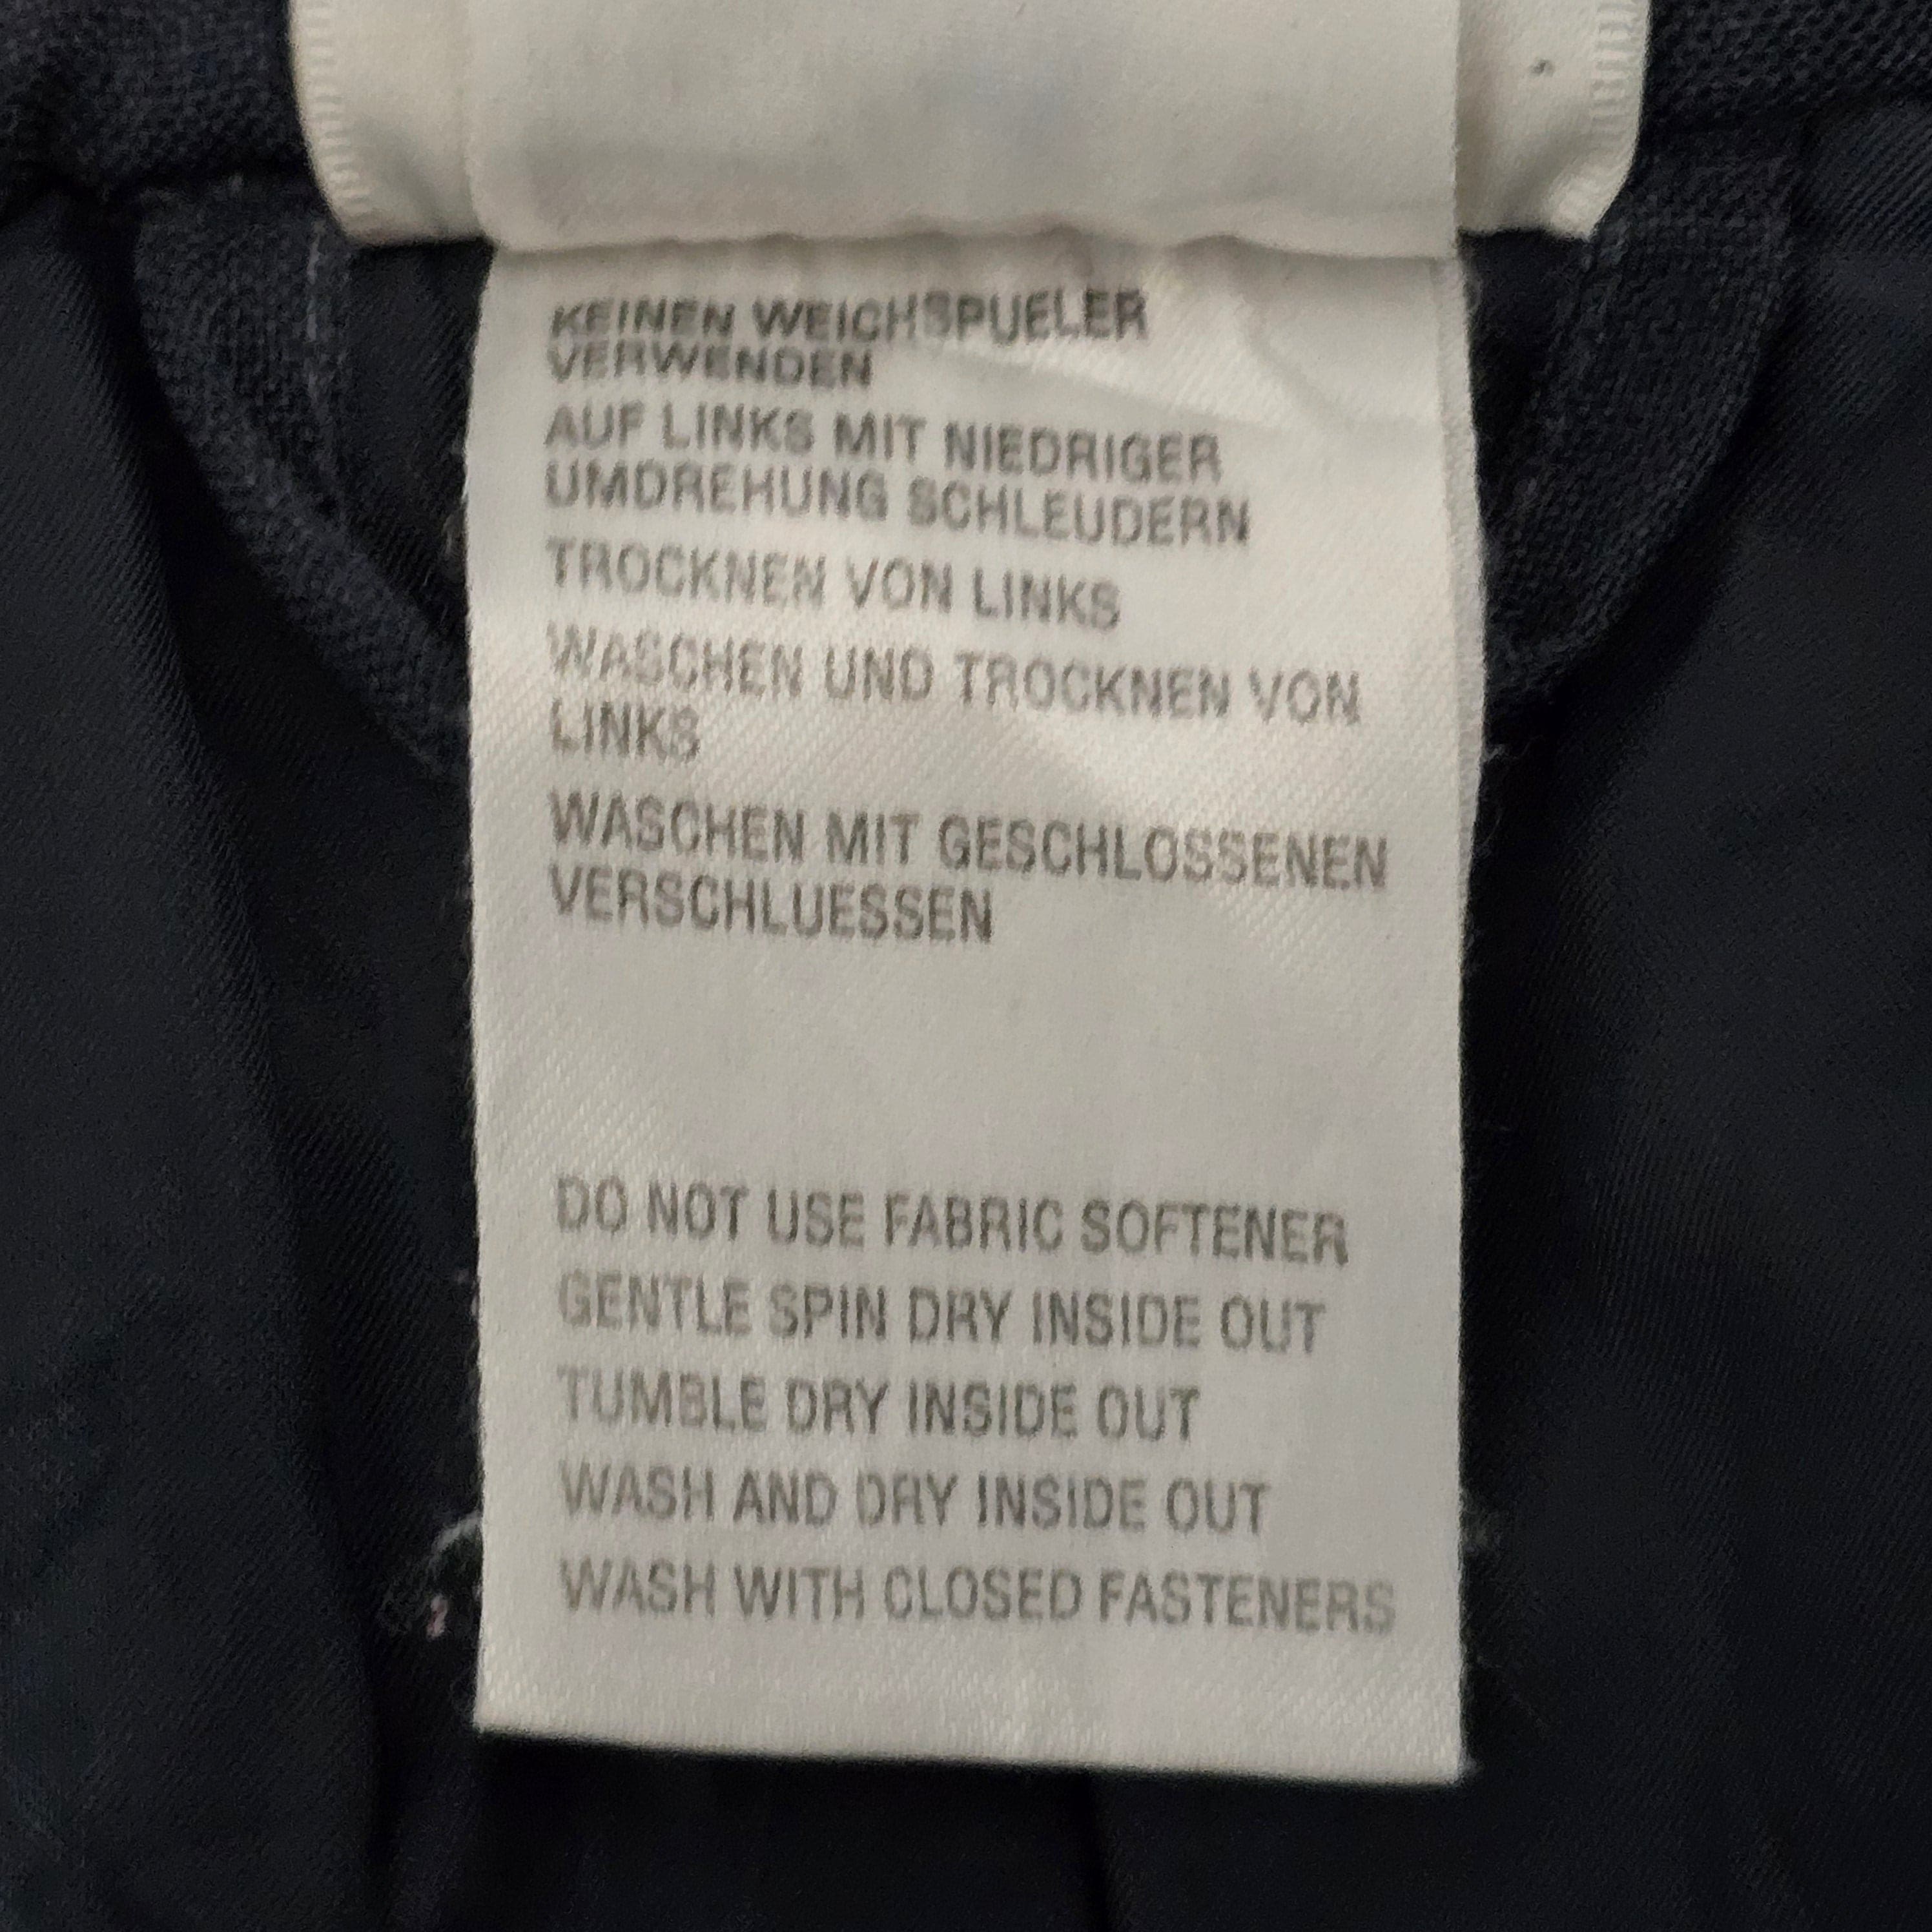 KEINEN WEICHSPUELER
VERWENDEN
AUF LINKS MIT NIEDRIGER
UMDREHUNG SCHLEUDERN
TROCKNEN VON LINKS
WASCHEN UND TROCKNEN VON
LINKS
WASCHEN MIT GESCHLOSSENEN
VERSCHLUESSEN
DO NOT USE FABRIC SOFTENER
GENTLE SPIN DRY INSIDE OUT
TUMBLE DRY INSIDE OUT
WASH AND DRY INSIDE OUT
WASH WITH CLOSED FASTENERS